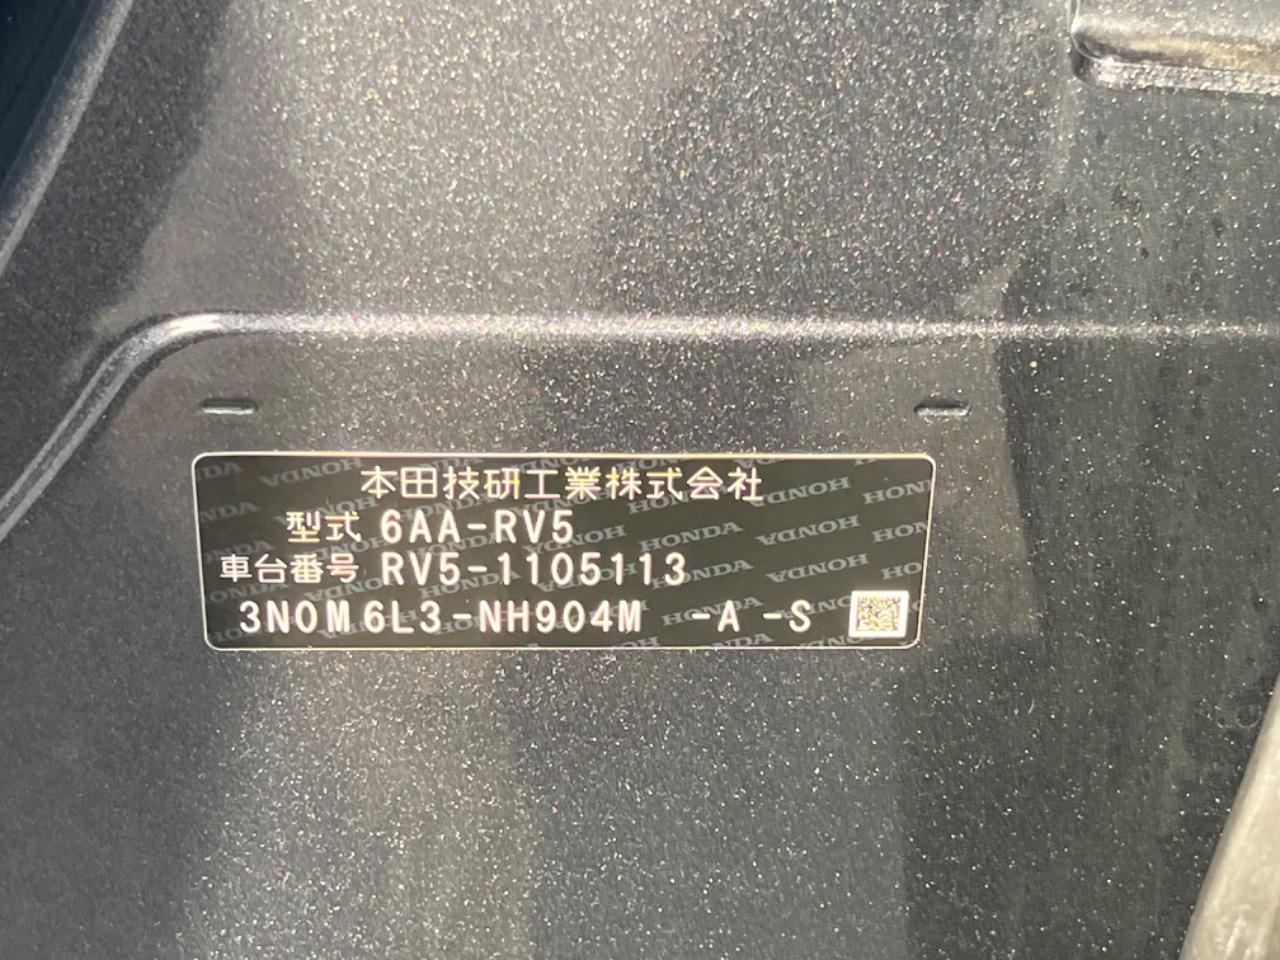 本田技研工業株式会社
型式 6AA-RV5
車台番号 RV5-1105113
3N0M6L3-NH904M -A -S